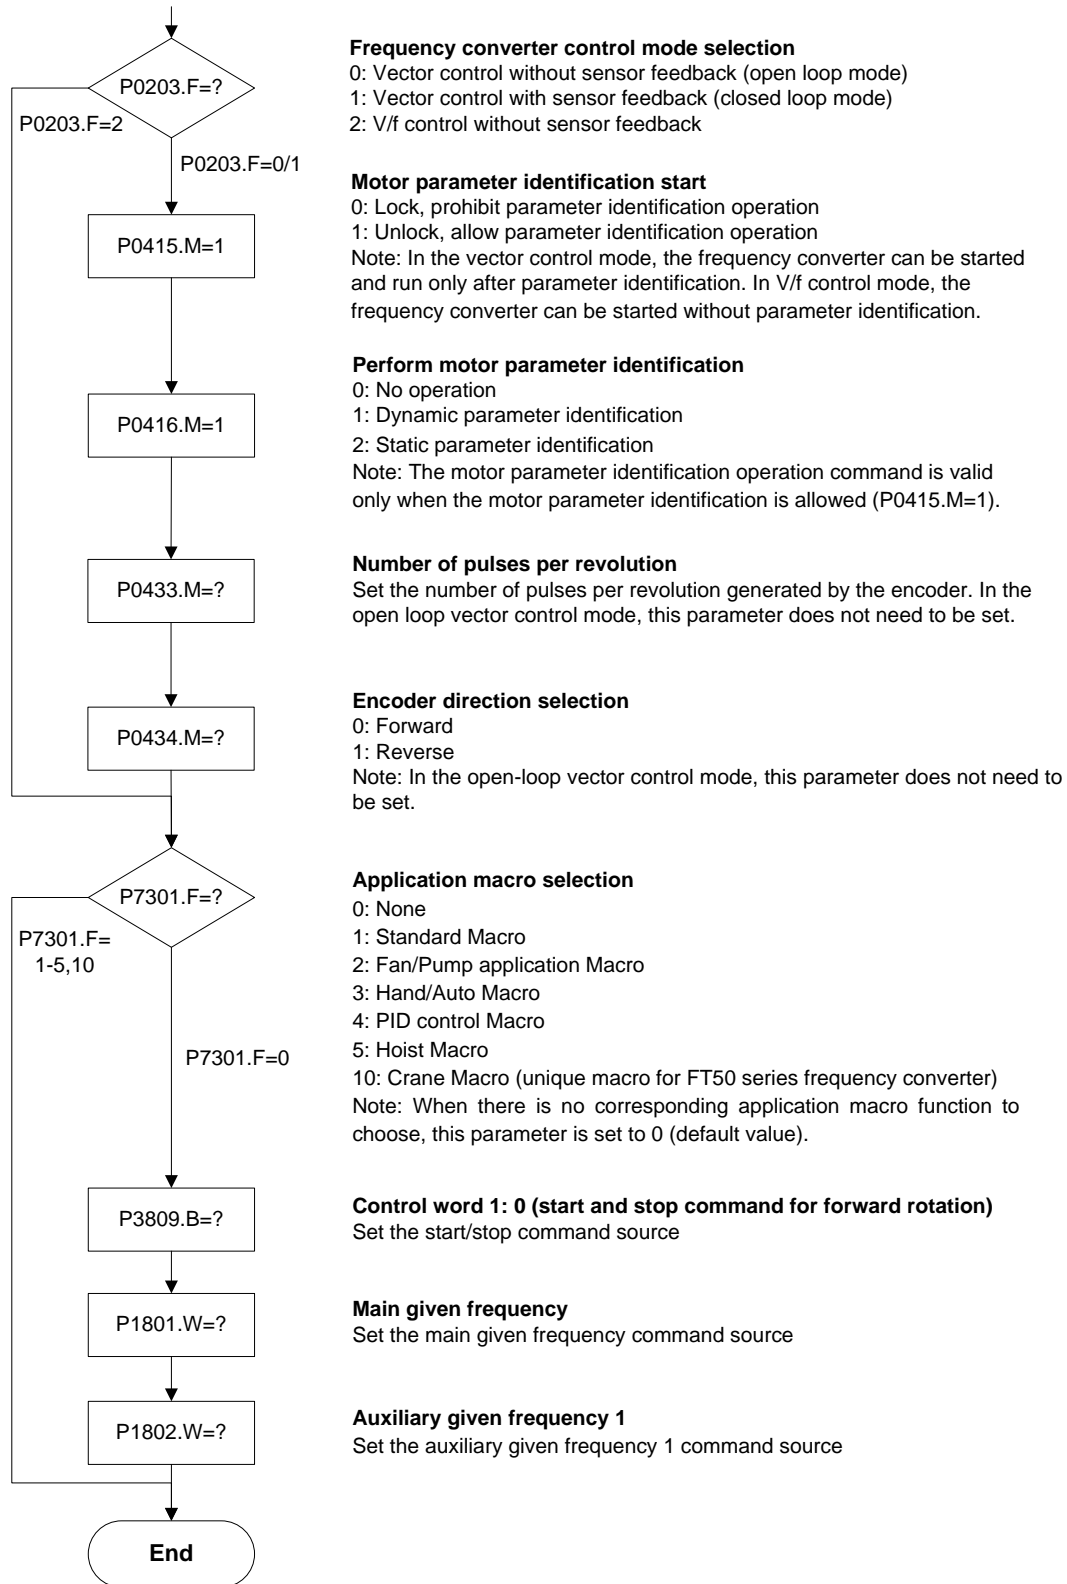 P0203.F=?
P0203.F=2
P0203.F=0/1
Frequency converter control mode selection
0: Vector control without sensor feedback (open loop mode)
1: Vector control with sensor feedback (closed loop mode)
2: V/f control without sensor feedback
P0415.M=1
Motor parameter identification start
0: Lock, prohibit parameter identification operation
1: Unlock, allow parameter identification operation
Note: In the vector control mode, the frequency converter can be started
and run only after parameter identification. In V/f control mode, the
frequency converter can be started without parameter identification.
P0416.M=1
Perform motor parameter identification
0: No operation
1: Dynamic parameter identification
2: Static parameter identification
Note: The motor parameter identification operation command is valid
only when the motor parameter identification is allowed (P0415.M=1).
P0433.M=?
Number of pulses per revolution
Set the number of pulses per revolution generated by the encoder. In the
open loop vector control mode, this parameter does not need to be set.
P0434.M=?
Encoder direction selection
0: Forward
1: Reverse
Note: In the open-loop vector control mode, this parameter does not need to
be set.
P7301.F=?
P7301.F=
1-5,10
P7301.F=0
Application macro selection
0: None
1: Standard Macro
2: Fan/Pump application Macro
3: Hand/Auto Macro
4: PID control Macro
5: Hoist Macro
10: Crane Macro (unique macro for FT50 series frequency converter)
Note: When there is no corresponding application macro function to
choose, this parameter is set to 0 (default value).
P3809.B=?
Control word 1: 0 (start and stop command for forward rotation)
Set the start/stop command source
P1801.W=?
Main given frequency
Set the main given frequency command source
P1802.W=?
Auxiliary given frequency 1
Set the auxiliary given frequency 1 command source
End